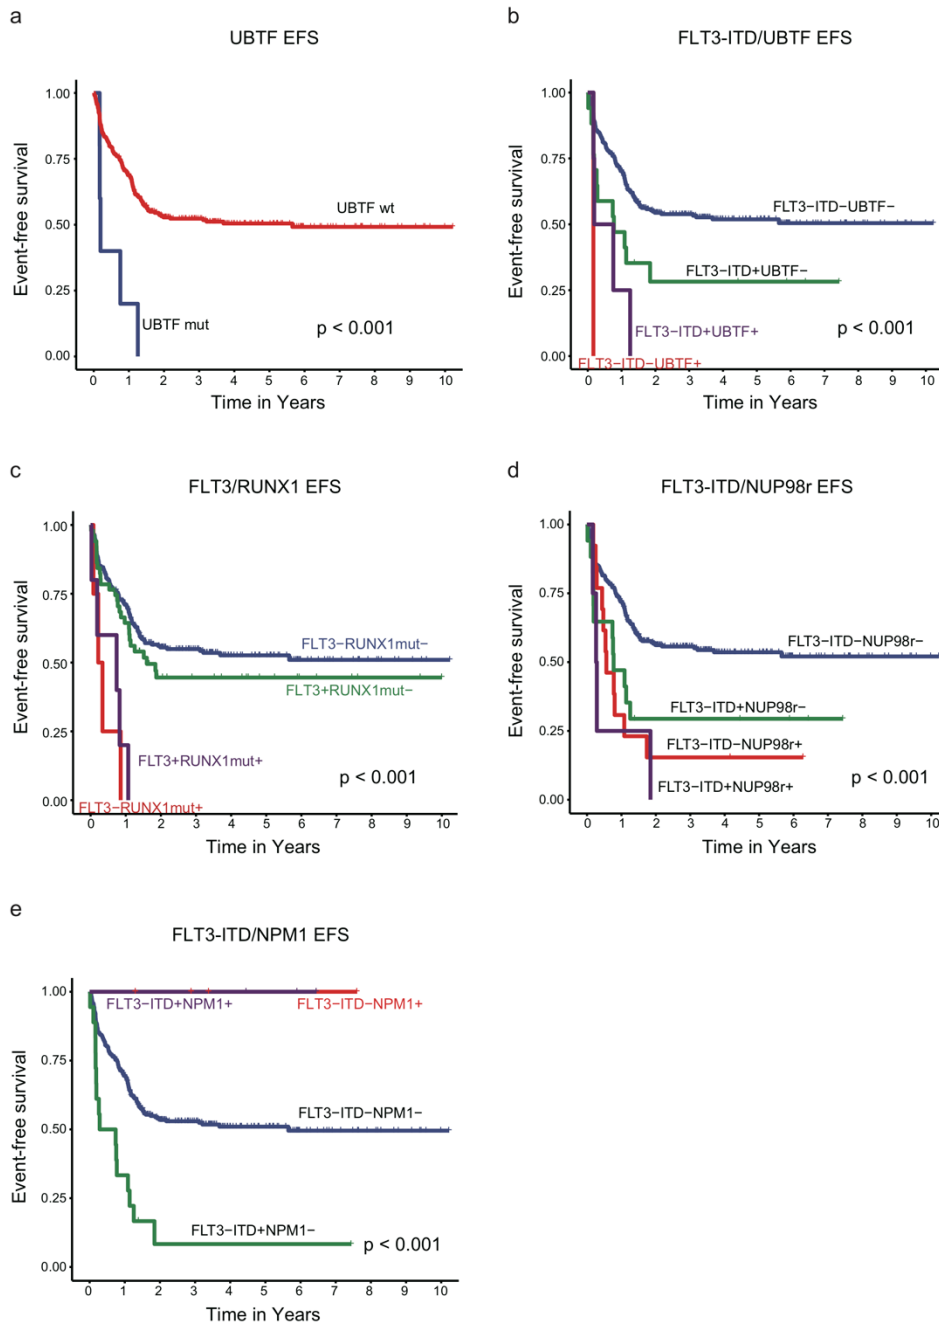 a
UBTF EFS
Event-free survival
1.00
0.75
0.50
0.25
0.00
UBTF wt
UBTF mut
p < 0.001
0 1 2 3 4 5 6 7 8 9 10
Time in Years
b
FLT3-ITD/UBTF EFS
Event-free survival
1.00
0.75
0.50
0.25
0.00
FLT3−ITD−UBTF−
FLT3−ITD+UBTF−
FLT3−ITD+UBTF+
p < 0.001
FLT3−ITD−UBTF+
0 1 2 3 4 5 6 7 8 9 10
Time in Years
c
FLT3/RUNX1 EFS
Event-free survival
1.00
0.75
0.50
0.25
0.00
FLT3−RUNX1mut−
FLT3+RUNX1mut−
FLT3+RUNX1mut+
p < 0.001
FLT3−RUNX1mut+
0 1 2 3 4 5 6 7 8 9 10
Time in Years
d
FLT3-ITD/NUP98r EFS
Event-free survival
1.00
0.75
0.50
0.25
0.00
FLT3−ITD−NUP98r−
FLT3−ITD+NUP98r−
FLT3−ITD−NUP98r+
FLT3−ITD+NUP98r+
p < 0.001
0 1 2 3 4 5 6 7 8 9 10
Time in Years
e
FLT3-ITD/NPM1 EFS
Event-free survival
1.00
0.75
0.50
0.25
0.00
FLT3−ITD+NPM1+
FLT3−ITD−NPM1+
FLT3−ITD−NPM1−
FLT3−ITD+NPM1−
p < 0.001
0 1 2 3 4 5 6 7 8 9 10
Time in Years